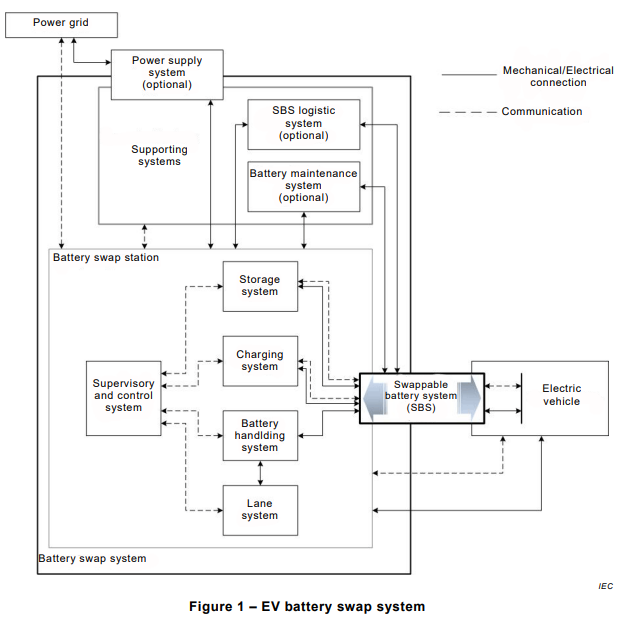 Power grid
Power supply
system
(optional)
Mechanical/Electrical
connection
Communication
SBS logistic
system
(optional)
Supporting
systems
Battery maintenance
system
(optional)
Battery swap station
Storage
system
Charging
system
Supervisory
and control
system
Swappable
battery system
(SBS)
Electric
vehicle
Battery
handlding
system
Lane
system
Battery swap system
IEC
Figure 1 – EV battery swap system